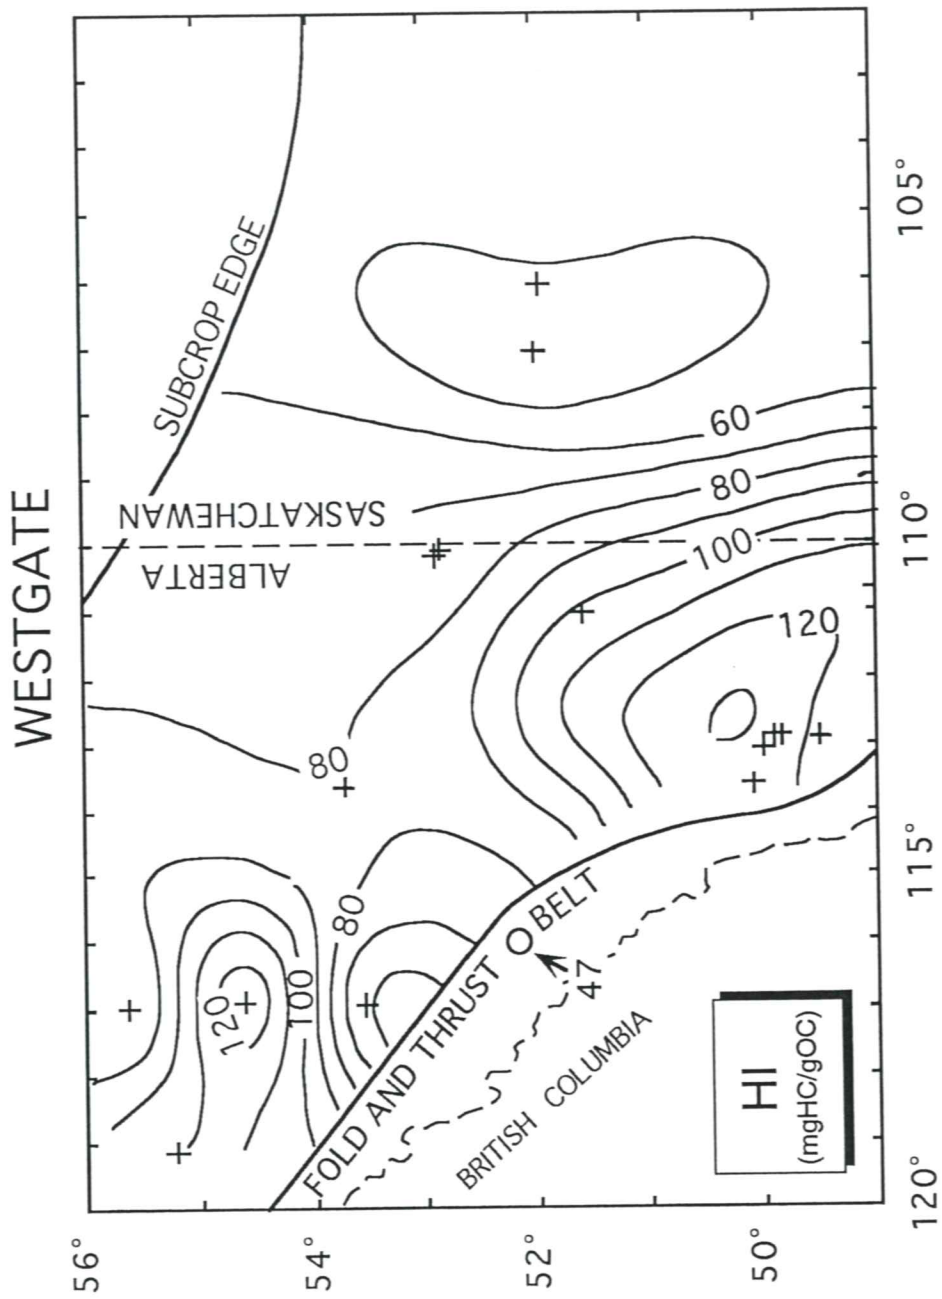 WESTGATE
SUBCROP EDGE
SASKATCHEWAN
ALBERTA
60
80
100
120
80
80
100
120
FOLD AND THRUST BELT
47
BRITISH COLUMBIA
HI
(mgHC/gOC)
56°
54°
52°
50°
120°
115°
110°
105°